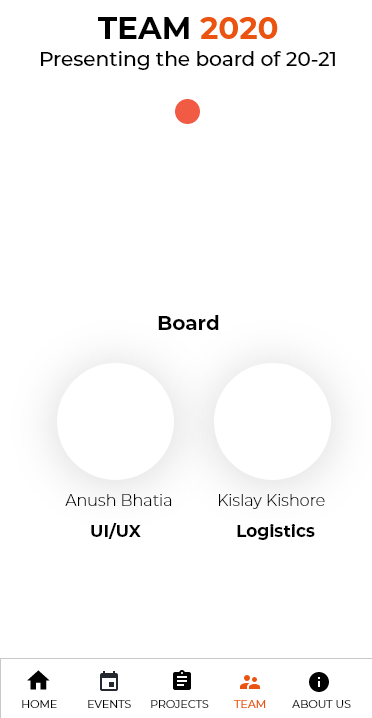 TEAM 2020
Presenting the board of 20-21
Board
Anush Bhatia
Kislay Kishore
UI/UX
Logistics
HOME
EVENTS
PROJECTS
TEAM
ABOUT US